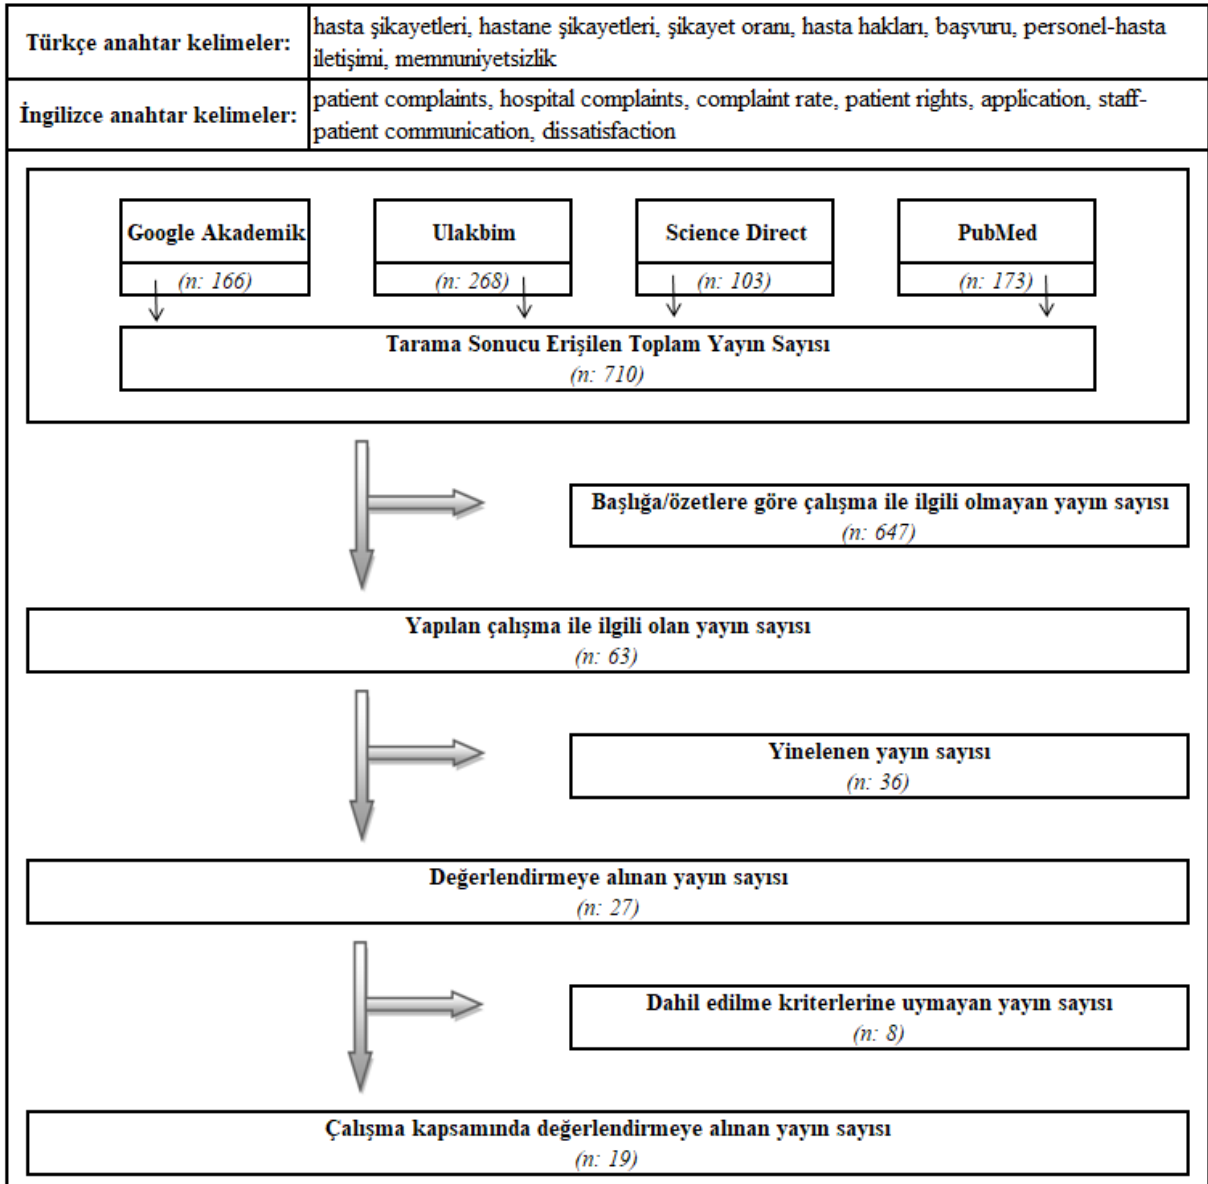 Türkçe anahtar kelimeler:
hasta şikayetleri, hastane şikayetleri, şikayet oranı, hasta hakları, başvuru, personel-hasta
iletişimi, memnuniyetsizlik
İngilizce anahtar kelimeler:
patient complaints, hospital complaints, complaint rate, patient rights, application, staff-
patient communication, dissatisfaction
Google Akademik
(n: 166)
Ulakbim
(n: 268)
Science Direct
(n: 103)
PubMed
(n: 173)
Tarama Sonucu Erişilen Toplam Yayın Sayısı
(n: 710)
Başlığa/özetlere göre çalışma ile ilgili olmayan yayın sayısı
(n: 647)
Yapılan çalışma ile ilgili olan yayın sayısı
(n: 63)
Yinelenen yayın sayısı
(n: 36)
Değerlendirmeye alınan yayın sayısı
(n: 27)
Dahil edilme kriterlerine uymayan yayın sayısı
(n: 8)
Çalışma kapsamında değerlendirmeye alınan yayın sayısı
(n: 19)